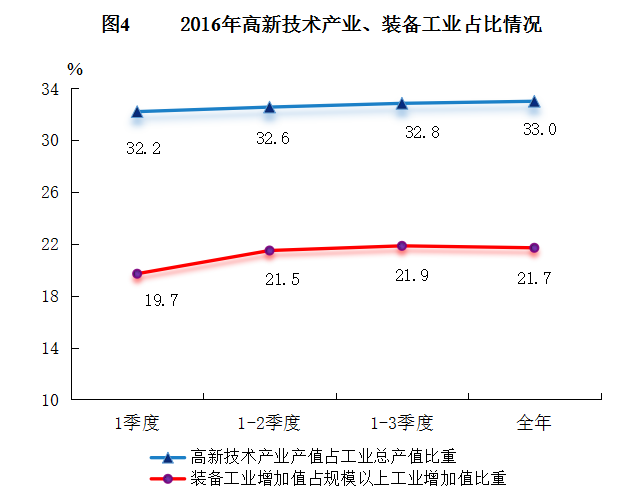 图4 2016年高新技术产业、装备工业占比情况
%
34
30
26
22
18
14
10
32.2
32.6
32.8
33.0
19.7
21.5
21.9
21.7
1季度
1-2季度
1-3季度
全年
高新技术产业产值占工业总产值比重
装备工业增加值占规模以上工业增加值比重